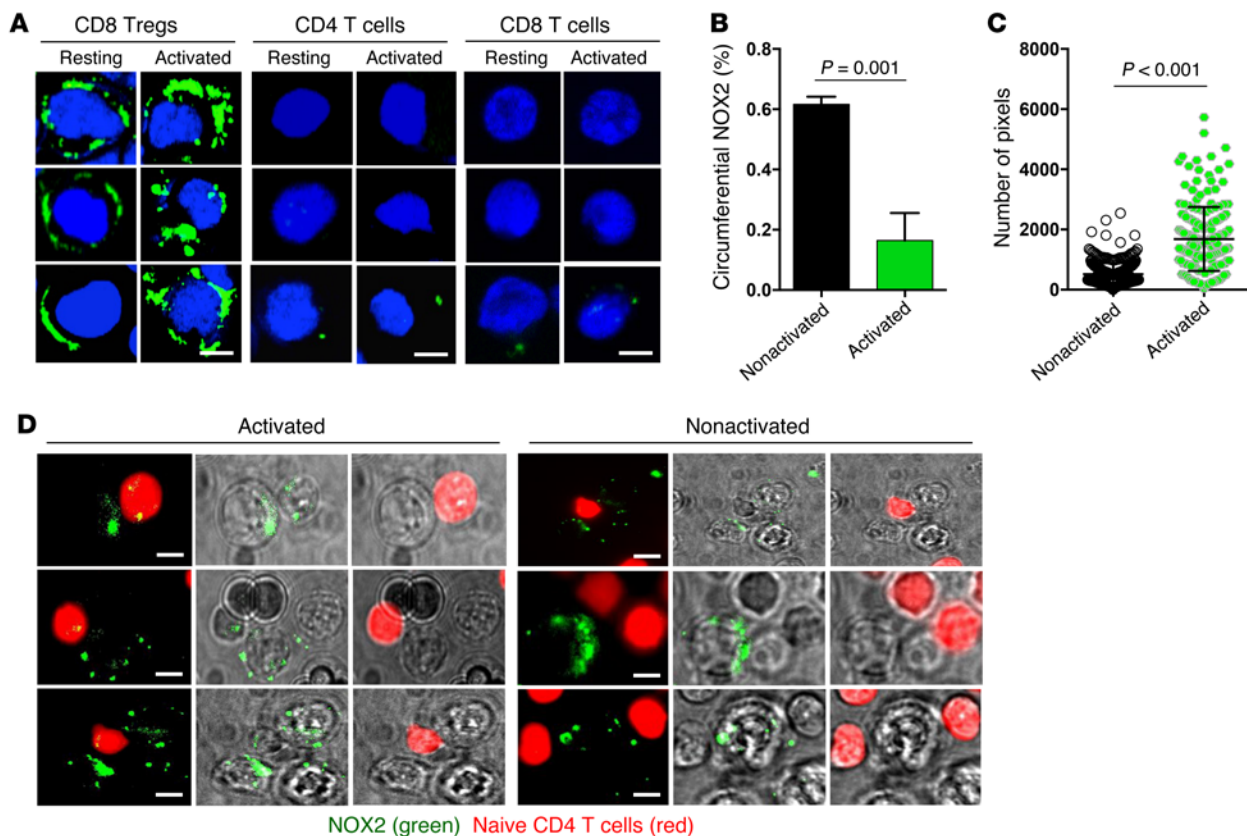 A
CD8 Tregs
CD4 T cells
CD8 T cells
Resting
Activated
Resting
Activated
Resting
Activated
B
Circumferential NOX2 (%)
0.8
0.6
0.4
0.2
0.0
P = 0.001
Nonactivated
Activated
C
Number of pixels
8000
6000
4000
2000
0
P < 0.001
Nonactivated
Activated
D
Activated
Nonactivated
NOX2 (green) Naive CD4 T cells (red)